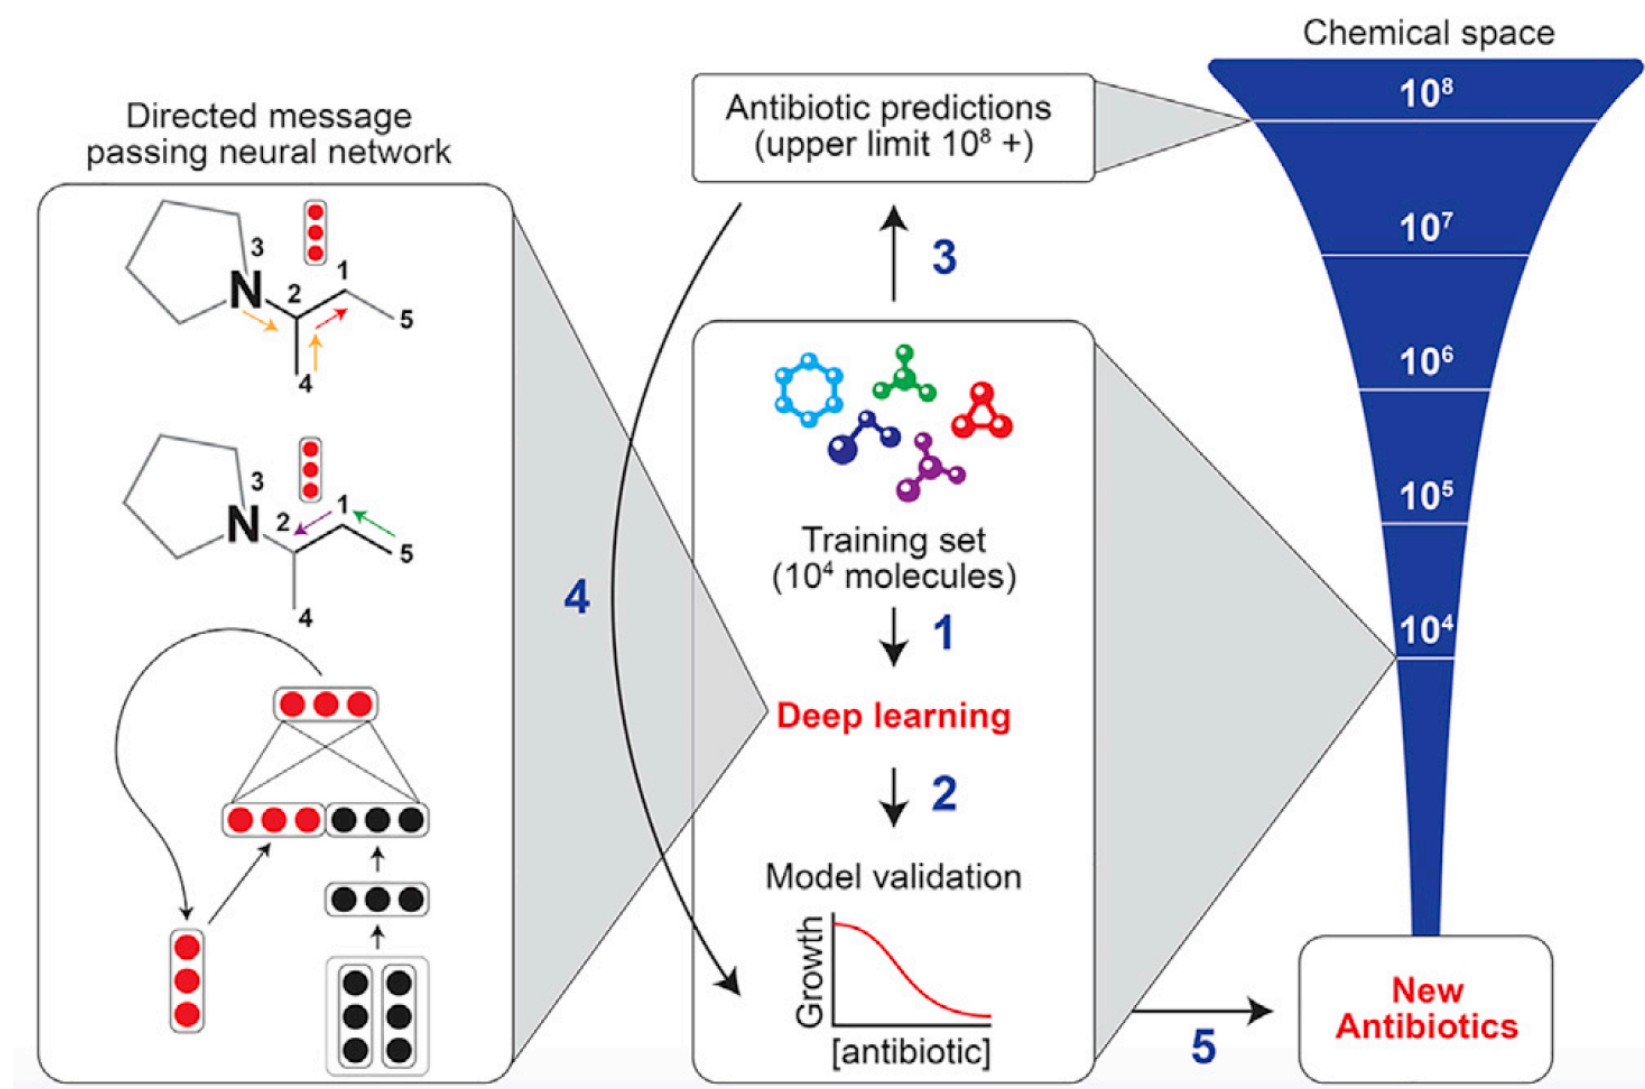 Directed message
passing neural network
3
N
2
1
5
4
3
N
2
1
5
4
4
Antibiotic predictions
(upper limit 10⁸ +)
3
Training set
(10⁴ molecules)
1
Deep learning
2
Model validation
Growth
[antibiotic]
5
Chemical space
10⁸
10⁷
10⁶
10⁵
10⁴
New
Antibiotics